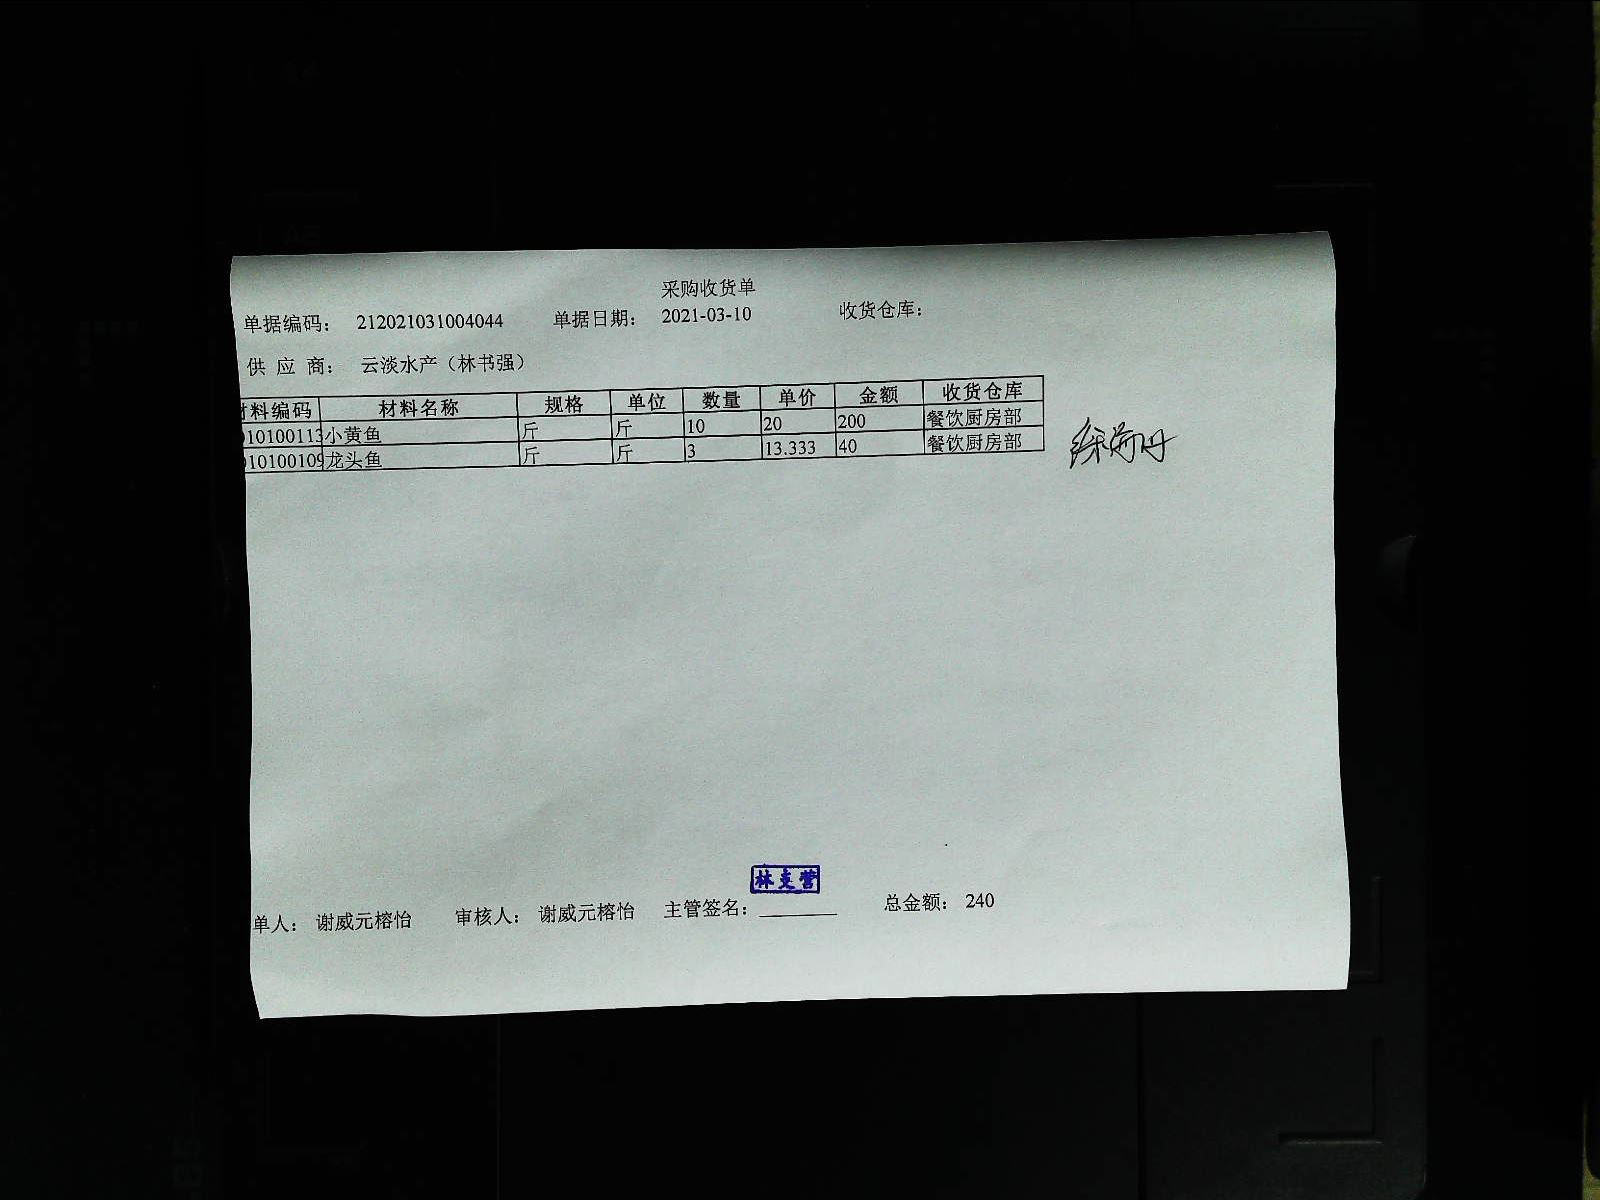 采购收货单
单据编码： 212021031004044 单据日期： 2021-03-10 收货仓库：
供 应 商： 云淡水产（林书强）
材料编码 材料名称 规格 单位 数量 单价 金额 收货仓库
010100113 小黄鱼 斤 斤 10 20 200 餐饮厨房部
010100109 龙头鱼 斤 斤 3 13.333 40 餐饮厨房部
单人： 谢威元榕怡 审核人： 谢威元榕怡 主管签名： 总金额： 240